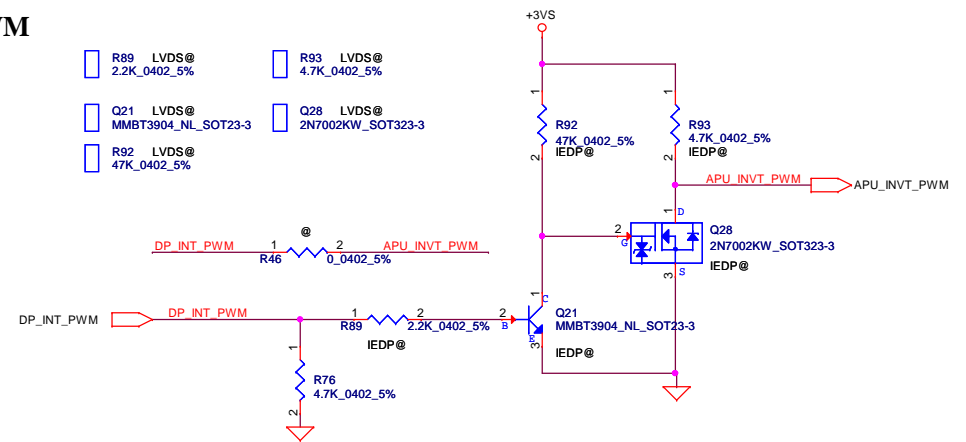 VM
+3VS
R89 LVDS@
2.2K_0402_5%
R93 LVDS@
4.7K_0402_5%
Q21 LVDS@
MMBT3904_NL_SOT23-3
Q28 LVDS@
2N7002KW_SOT323-3
R92 LVDS@
47K_0402_5%
1
R92
47K_0402_5%
2
IEDP@
1
R93
4.7K_0402_5%
2
IEDP@
APU_INVT_PWM
APU_INVT_PWM
1
D
2
G
Q28
2N7002KW_SOT323-3
IEDP@
3
S
@
DP_INT_PWM
1
2
APU_INVT_PWM
R46
0_0402_5%
DP_INT_PWM
DP_INT_PWM
1
R89
2
2.2K_0402_5%
IEDP@
2
B
1
C
E
3
Q21
MMBT3904_NL_SOT23-3
IEDP@
1
R76
4.7K_0402_5%
2